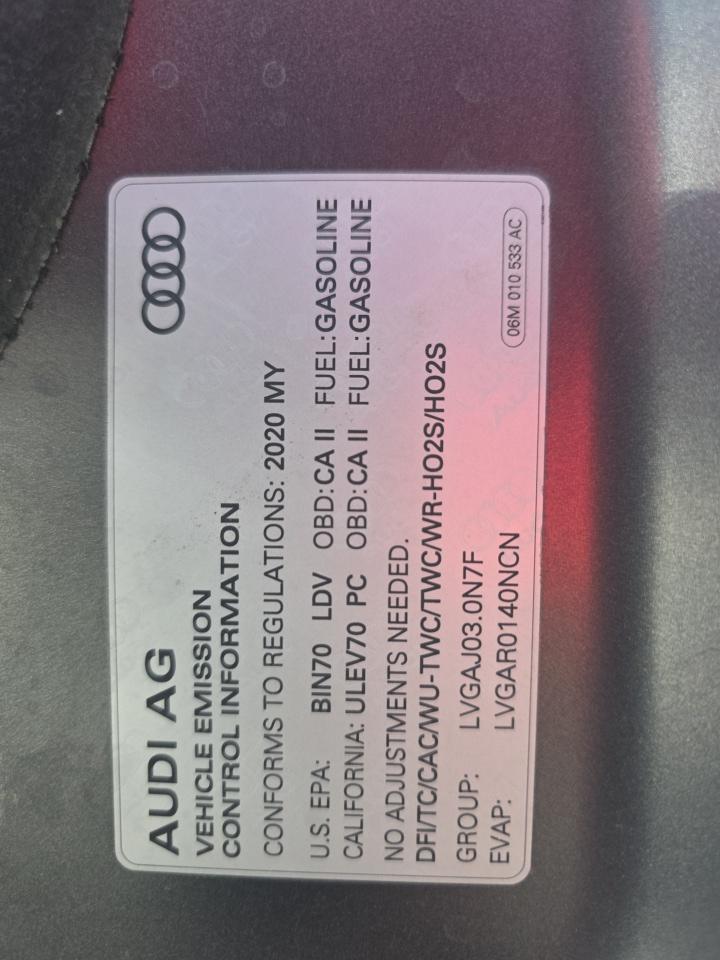 AUDI AG
VEHICLE EMISSION
CONTROL INFORMATION
CONFORMS TO REGULATIONS: 2020 MY
U.S. EPA: BIN70 LDV OBD:CA II FUEL:GASOLINE
CALIFORNIA: ULEV70 PC OBD:CA II FUEL:GASOLINE
NO ADJUSTMENTS NEEDED.
DFI/TC/CAC/WU-TWC/TWC/WR-HO2S/HO2S
GROUP: LVGAJ03.0N7F
EVAP: LVGAR0140NCN
06M 010 533 AC